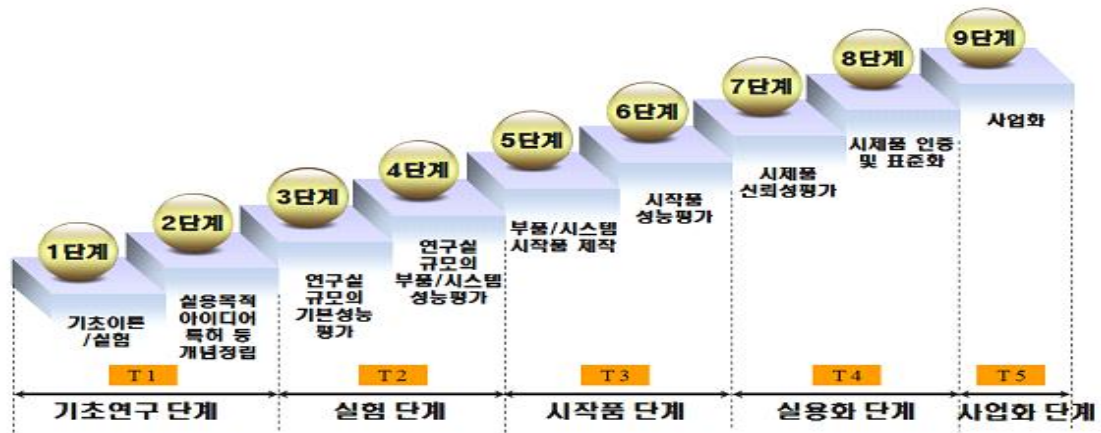 1단계
기초이론
/실험
2단계
실용목적
아이디어
특허 등
개념정립
3단계
연구실
규모의
기본성능
평가
4단계
연구실
규모의
부품/시스템
성능평가
5단계
부품/시스템
시작품 제작
6단계
시작품
성능평가
7단계
시제품
신뢰성평가
8단계
시제품 인증
및 표준화
9단계
사업화
T1
T2
T3
T4
T5
기초연구 단계
실험 단계
시작품 단계
실용화 단계
사업화 단계